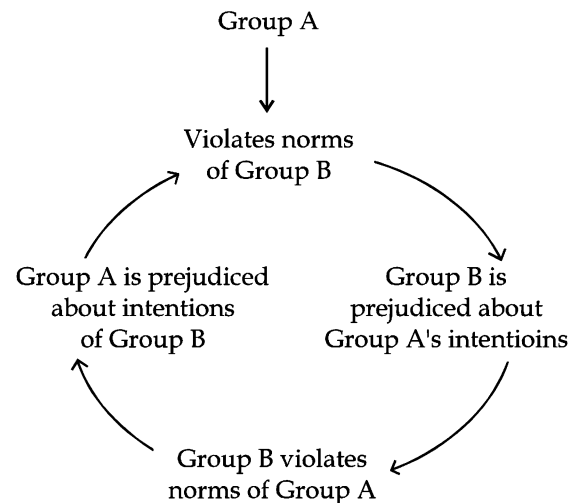 Group A
Violates norms
of Group B
Group B is
prejudiced about
Group A's intentioins
Group B violates
norms of Group A
Group A is prejudiced
about intentions
of Group B